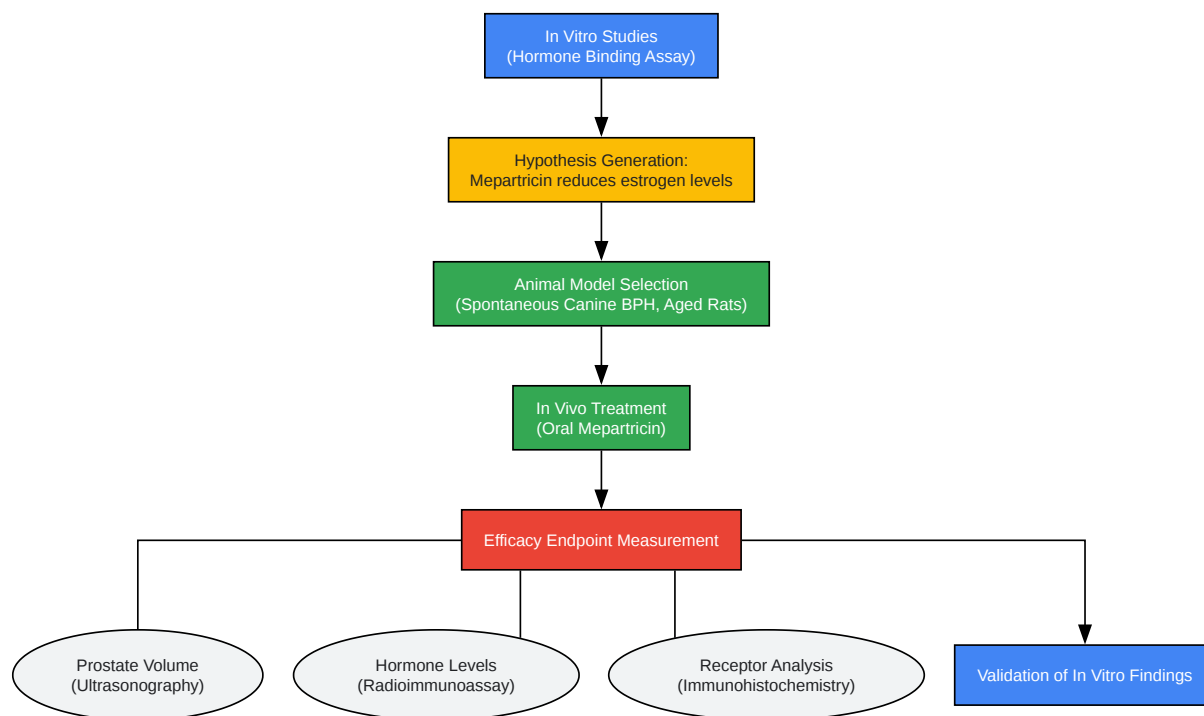 In Vitro Studies
(Hormone Binding Assay)
Hypothesis Generation:
Mepartricin reduces estrogen levels
Animal Model Selection
(Spontaneous Canine BPH, Aged Rats)
In Vivo Treatment
(Oral Mepartricin)
Efficacy Endpoint Measurement
Prostate Volume
(Ultrasonography)
Hormone Levels
(Radioimmunoassay)
Receptor Analysis
(Immunohistochemistry)
Validation of In Vitro Findings